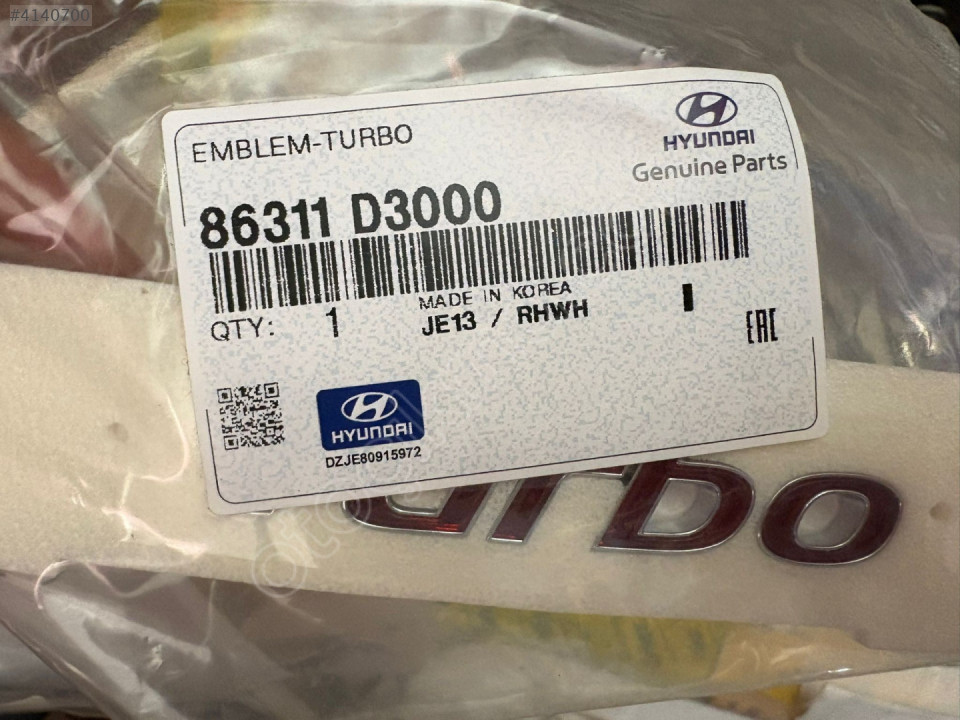 #4140700
EMBLEM-TURBO
HYUNDAI
Genuine Parts
86311 D3000
MADE IN KOREA
QTY: 1
JE13 / RHWH
EAC
HYUNDAI
DZJE80915972
urbo